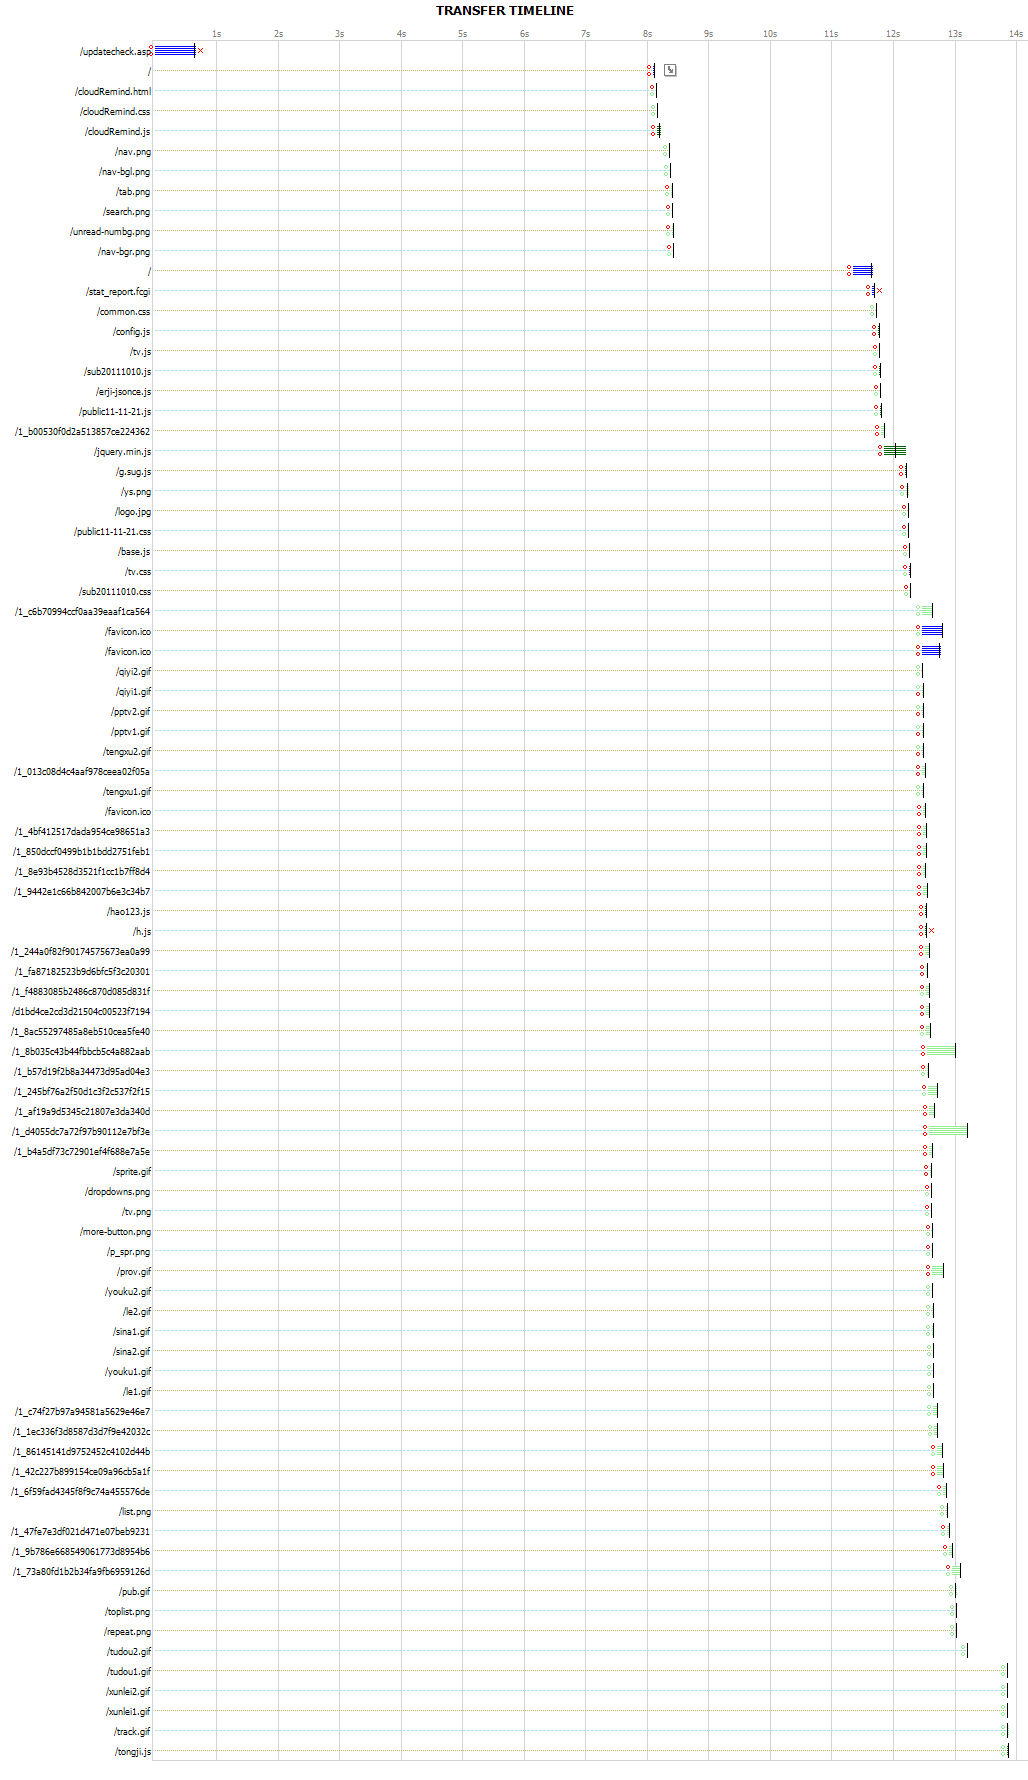 TRANSFER TIMELINE
1s 2s 3s 4s 5s 6s 7s 8s 9s 10s 11s 12s 13s 14s
/updatecheck.asp
/
/cloudRemind.html
/cloudRemind.css
/cloudRemind.js
/nav.png
/nav-bgl.png
/tab.png
/search.png
/unread-numbg.png
/nav-bgr.png
/
/stat_report.fcgi
/common.css
/config.js
/tv.js
/sub20111010.js
/erji-jsonce.js
/public11-11-21.js
/1_b00530f0d2a513857ce224362
/jquery.min.js
/g.sug.js
/ys.png
/logo.jpg
/public11-11-21.css
/base.js
/tv.css
/sub20111010.css
/1_c6b70994ccf0aa39eaaf1ca564
/favicon.ico
/favicon.ico
/qiyi2.gif
/qiyi1.gif
/pptv2.gif
/pptv1.gif
/tengxu2.gif
/1_013c08d4c4aaf978ceea02f05a
/tengxu1.gif
/favicon.ico
/1_4bf412517dada954ce98651a3
/1_850dccf0499b1b1bdd2751feb1
/1_8e93b4528d3521f1cc1b7ff8d4
/1_9442e1c66b842007b6e3c34b7
/hao123.js
/h.js
/1_244a0f82f90174575673ea0a99
/1_fa87182523b9d6bfc5f3c20301
/1_f4883085b2486c870d085d831f
/d1bd4ce2cd3d21504c00523f7194
/1_8ac55297485a8eb510cea5fe40
/1_8b035c43b44fbbcb5c4a882aab
/1_b57d19f2b8a34473d95ad04e3
/1_245bf76a2f50d1c3f2c537f2f15
/1_af19a9d5345c21807e3da340d
/1_d4055dc7a72f97b90112e7bf3e
/1_b4a5df73c72901ef4f688e7a5e
/sprite.gif
/dropdowns.png
/tv.png
/more-button.png
/p_spr.png
/prov.gif
/youku2.gif
/le2.gif
/sina1.gif
/sina2.gif
/youku1.gif
/le1.gif
/1_c74f27b97a94581a5629e46e7
/1_1ec336f3d8587d3d7f9e42032c
/1_86145141d9752452c4102d44b
/1_42c227b899154ce09a96cb5a1f
/1_6f59fad4345f8f9c74a455576de
/list.png
/1_47fe7e3df021d471e07beb9231
/1_9b786e668549061773d8954b6
/1_73a80fd1b2b34fa9fb6959126d
/pub.gif
/toplist.png
/repeat.png
/tudou2.gif
/tudou1.gif
/xunlei2.gif
/xunlei1.gif
/track.gif
/tongji.js